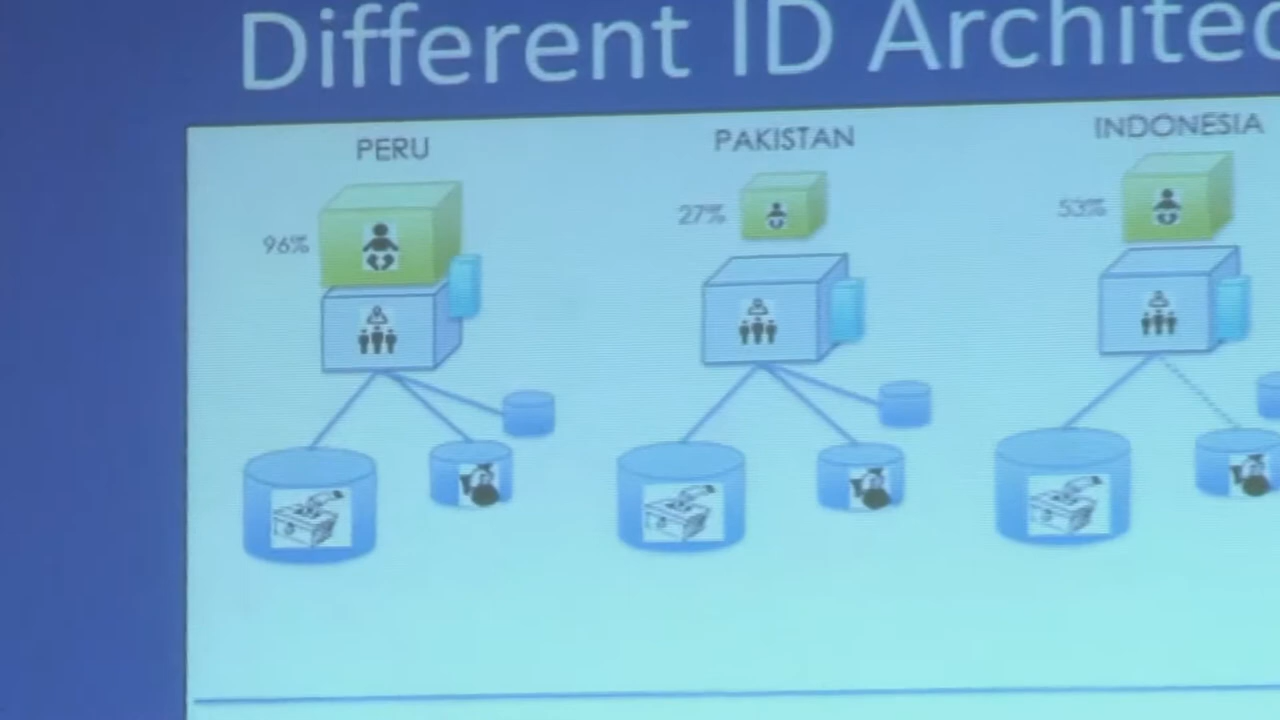 Different ID Architec
PERU
PAKISTAN
INDONESIA
96%
27%
53%